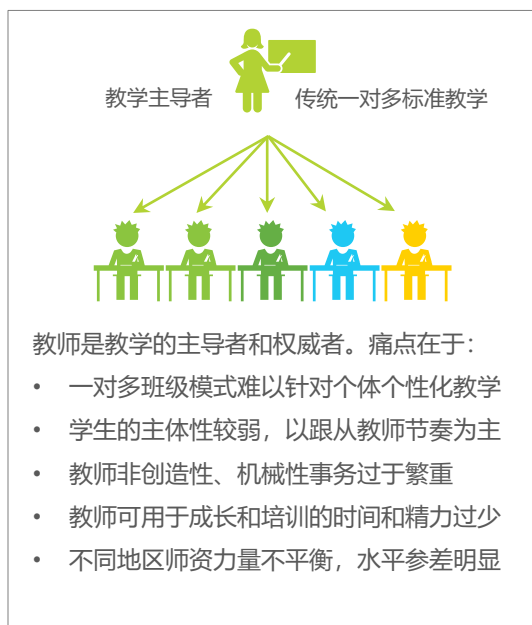 教学主导者 传统一对多标准教学
教师是教学的主导者和权威者。痛点在于：
• 一对多班级模式难以针对个体个性化教学
• 学生的主体性较弱，以跟从教师节奏为主
• 教师非创造性、机械性事务过于繁重
• 教师可用于成长和培训的时间和精力过少
• 不同地区师资力量不平衡，水平参差明显